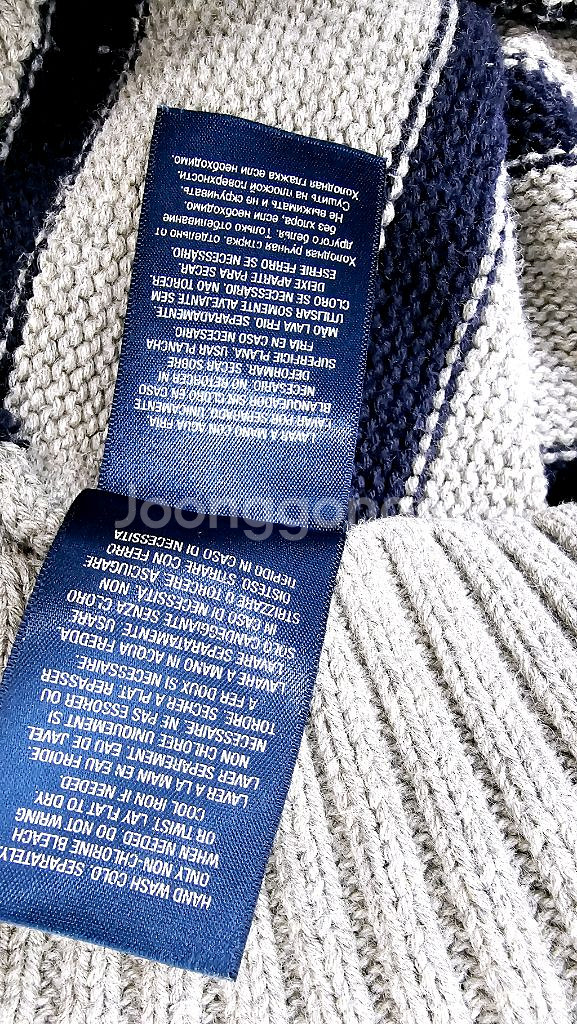 HAND WASH COLD. SEPARATELY.
ONLY NON-CHLORINE BLEACH
WHEN NEEDED. DO NOT WRING
OR TWIST. LAY FLAT TO DRY.
COOL IRON IF NEEDED.
LAVER A LA MAIN EN EAU FROIDE.
LAVER SEPAREMENT. EAU DE JAVEL
NON CHLOREE UNIQUEMENT SI
NECESSAIRE. NE PAS ESSORER OU
TORDRE. SECHER A PLAT. REPASSER
A FER DOUX SI NECESSAIRE
LAVARE A MANO IN ACQUA FREDDA
LAVARE SEPARATAMENTE. USARE
SOLO CANDEGGIANTE SENZA CLORO
IN CASO DI NECESSITA. NON
STRIZZARE O TORCERE. ASCIUGARE
DISTESO. STIRARE CON FERRO
TIEPIDO IN CASO DI NECESSITA
LAVAR A MANO CON AGUA FRIA
LAVAR POR SEPARADO. UNICAMENTE
BLANQUEADOR SIN CLORO EN CASO
NECESARIO. NO RETORCER NI
DEFORMAR. SECAR SOBRE
SUPERFICIE PLANA. USAR PLANCHA
FRIA EN CASO NECESARIO.
MÃO LAVA FRIO. SEPARADAMENTE.
UTILISAR SOMENTE ALVEJANTE SEM
CLORO SE NECESSÁRIO. NÃO TORCER.
DEIXE APARTE PARA SECAR.
ESFRIE FERRO SE NECESSÁRIO.
Холодная ручная стирка. отдельно от
другого белья. Только отбеливание
без хлора, если необходимо.
Не выжимать и не скручивать.
Сушить на плоской поверхности.
Холодная Глажка если необходимо.